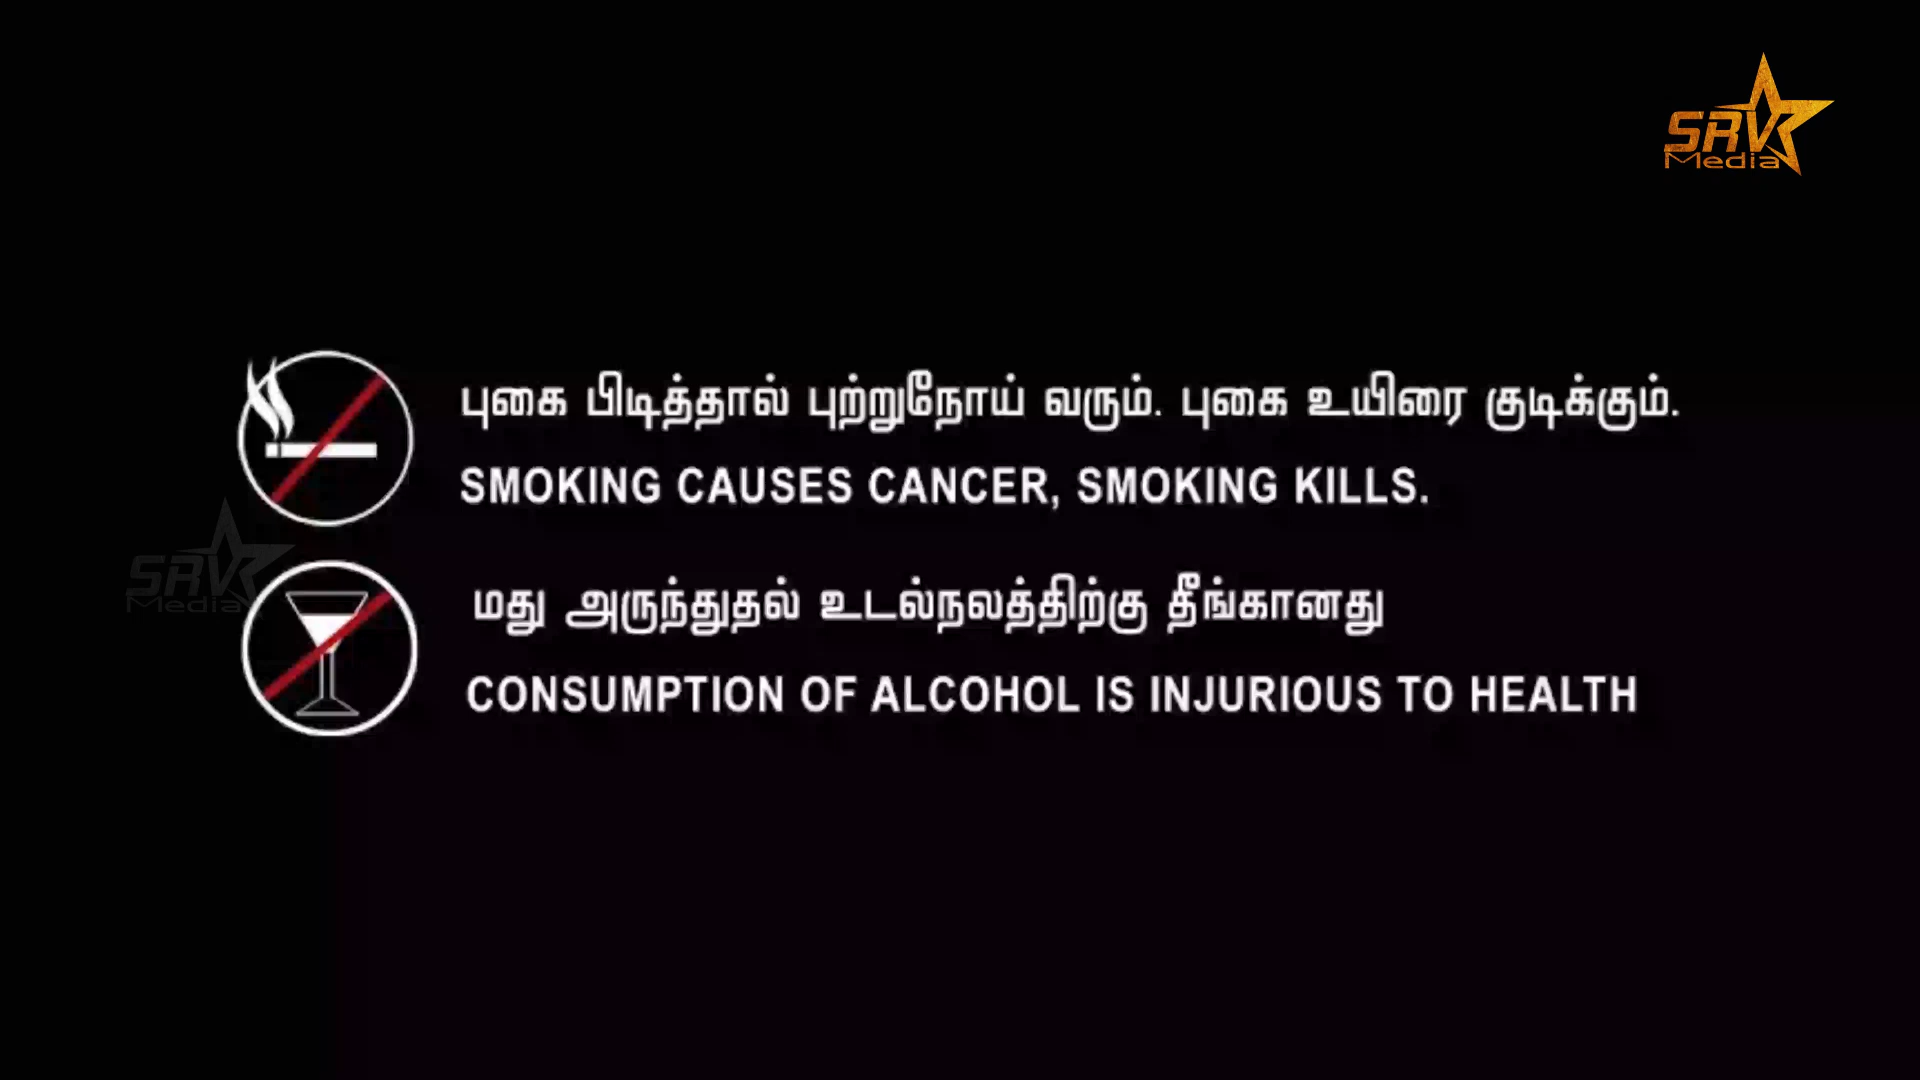 SRV
Media
புகை பிடித்தால் புற்றுநோய் வரும். புகை உயிரை குடிக்கும்.
SMOKING CAUSES CANCER, SMOKING KILLS.
SRV
Media
மது அருந்துதல் உடல்நலத்திற்கு தீங்கானது
CONSUMPTION OF ALCOHOL IS INJURIOUS TO HEALTH